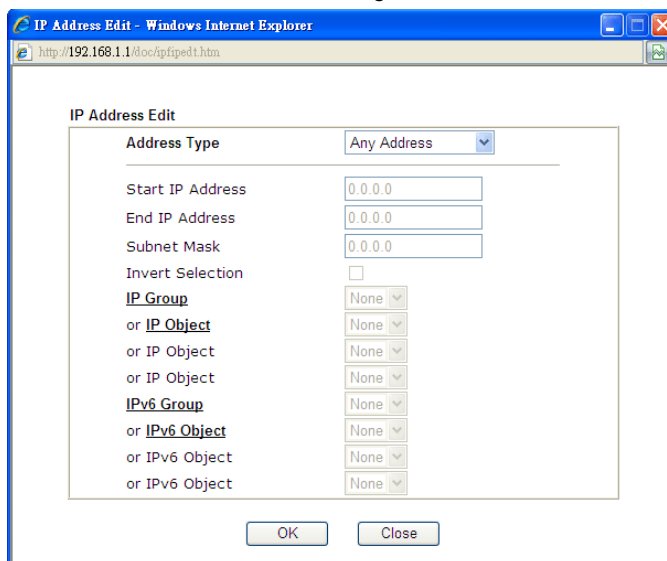 IP Address Edit - Windows Internet Explorer
http://192.168.1.1/doc/ipfipedt.htm
IP Address Edit
Address Type Any Address
Start IP Address 0.0.0.0
End IP Address 0.0.0.0
Subnet Mask 0.0.0.0
Invert Selection
IP Group None
or IP Object None
or IP Object None
or IP Object None
IPv6 Group None
or IPv6 Object None
or IPv6 Object None
or IPv6 Object None
OK Close